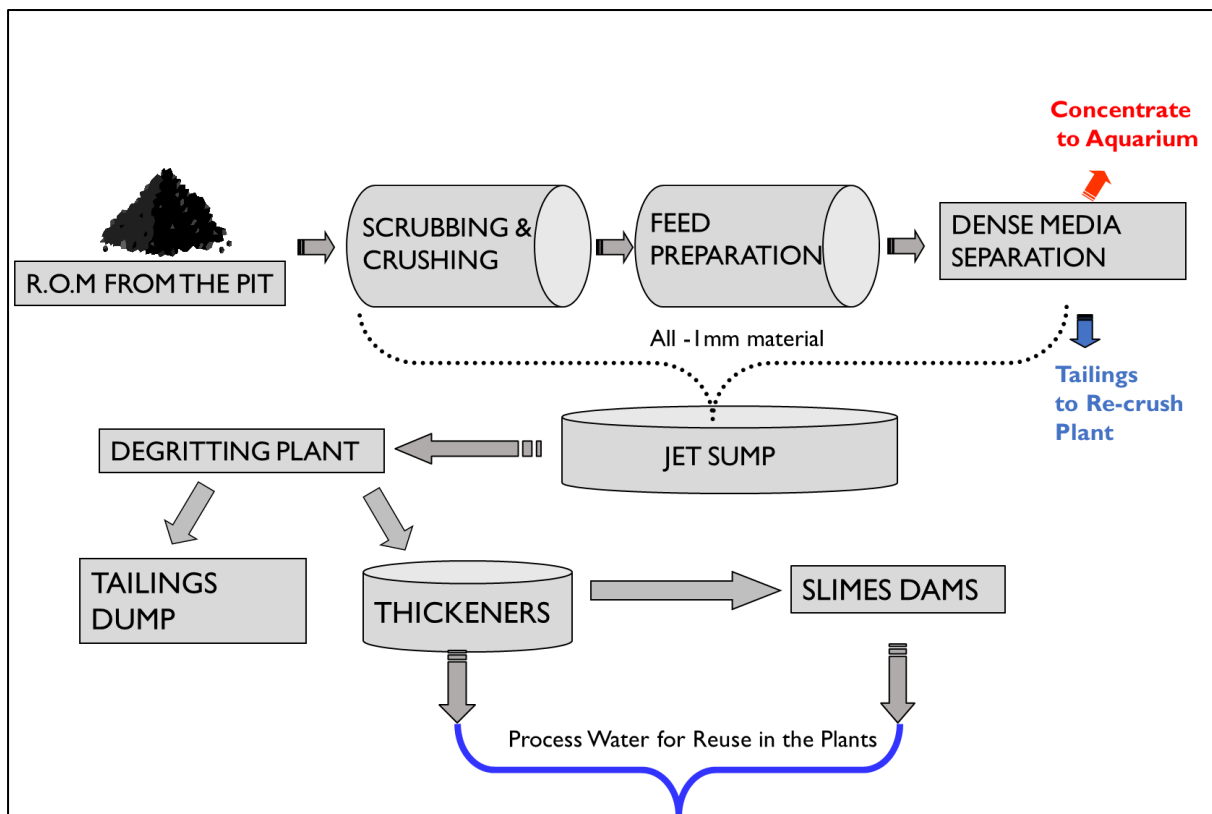 Concentrate
to Aquarium
R.O.M FROM THE PIT
SCRUBBING &
CRUSHING
FEED
PREPARATION
DENSE MEDIA
SEPARATION
All -1mm material
Tailings
to Re-crush
Plant
DEGRITTING PLANT
JET SUMP
TAILINGS
DUMP
THICKENERS
SLIMES DAMS
Process Water for Reuse in the Plants